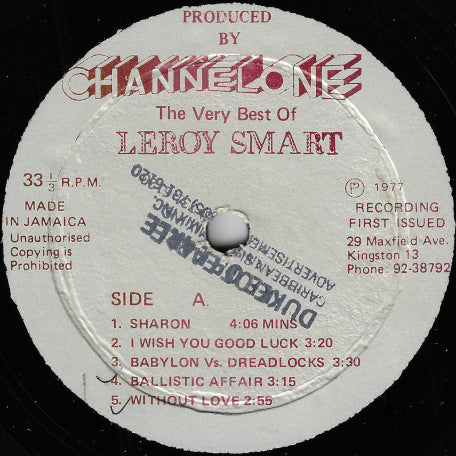 PRODUCED
BY
CHANNEL ONE
The Very Best Of
LEROY SMART
33 1/3 R.P.M.
MADE
IN JAMAICA
Unauthorised
Copying is
Prohibited
℗ 1977
RECORDING
FIRST ISSUED
29 Maxfield Ave.
Kingston 13
Phone: 92-38792
SIDE A.
1. SHARON 4:06 MINS
2. I WISH YOU GOOD LUCK 3:20
3. BABYLON Vs. DREADLOCKS 3:30
4. BALLISTIC AFFAIR 3:15
5. WITHOUT LOVE 2:55